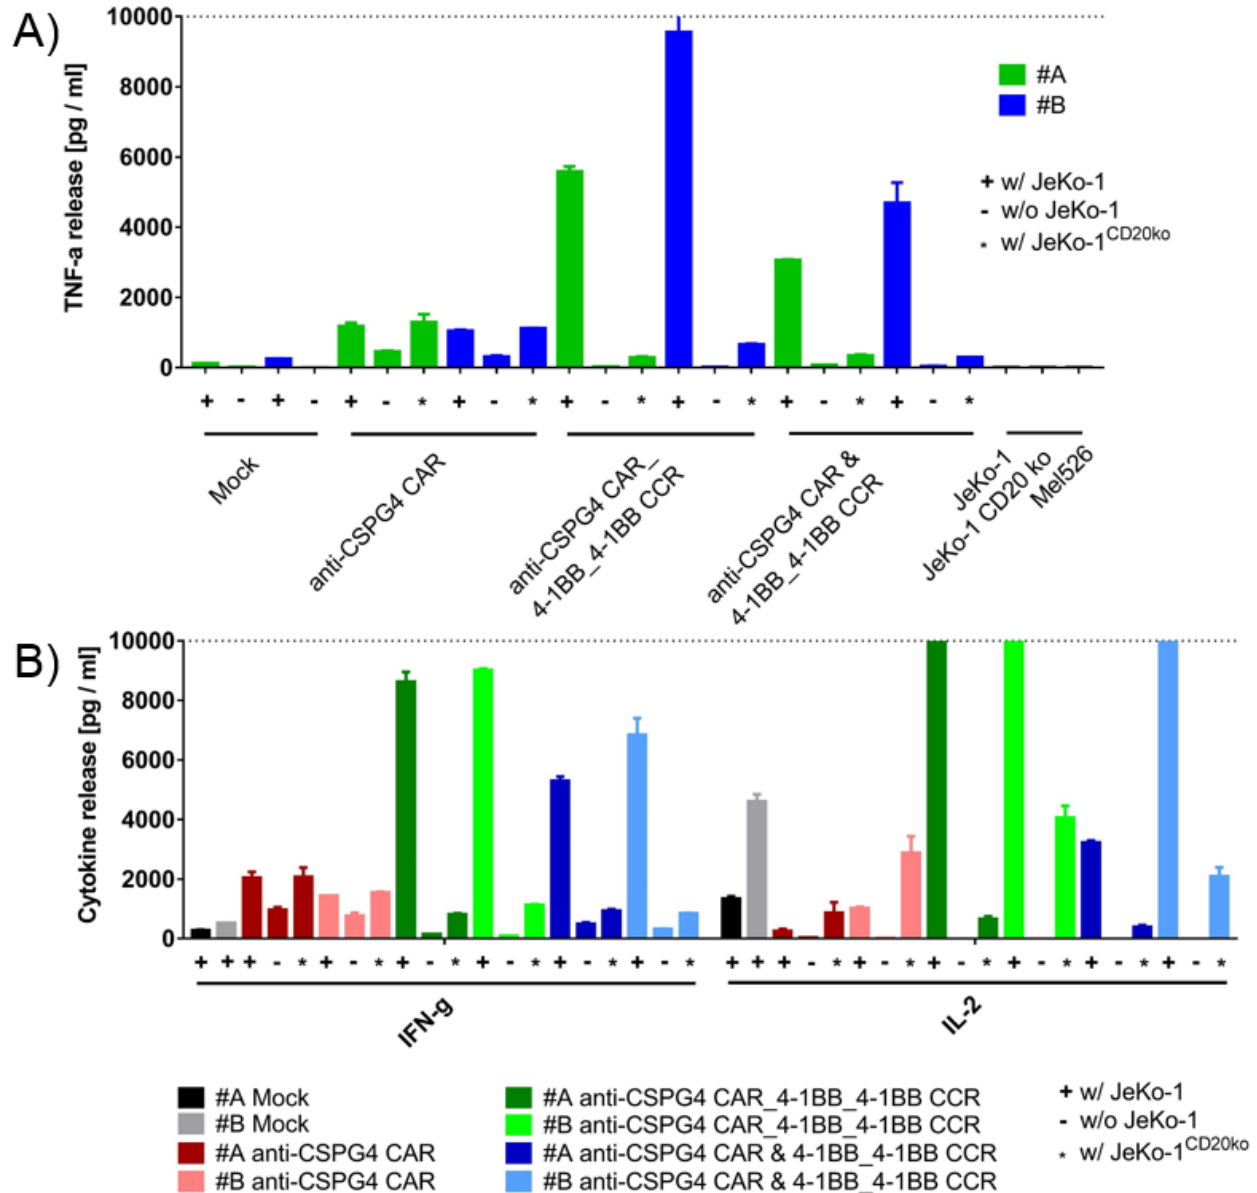 A)
TNF-a release [pg / ml]
10000
8000
6000
4000
2000
0
#A
#B
+ w/ JeKo-1
- w/o JeKo-1
* w/ JeKo-1CD20ko
+ - + - + - * + - * + - * + - * + - * + - *
Mock
anti-CSPG4 CAR
anti-CSPG4 CAR_
4-1BB_4-1BB CCR
anti-CSPG4 CAR &
4-1BB_4-1BB CCR
JeKo-1
JeKo-1 CD20 ko
Mel526
B)
Cytokine release [pg / ml]
10000
8000
6000
4000
2000
0
+ + + - * + - * + - * + - * + - * + - * + + + - * + - * + - * + - * + - * + - *
IFN-g
IL-2
#A Mock
#B Mock
#A anti-CSPG4 CAR
#B anti-CSPG4 CAR
#A anti-CSPG4 CAR_4-1BB_4-1BB CCR
#B anti-CSPG4 CAR_4-1BB_4-1BB CCR
#A anti-CSPG4 CAR & 4-1BB_4-1BB CCR
#B anti-CSPG4 CAR & 4-1BB_4-1BB CCR
+ w/ JeKo-1
- w/o JeKo-1
* w/ JeKo-1CD20ko